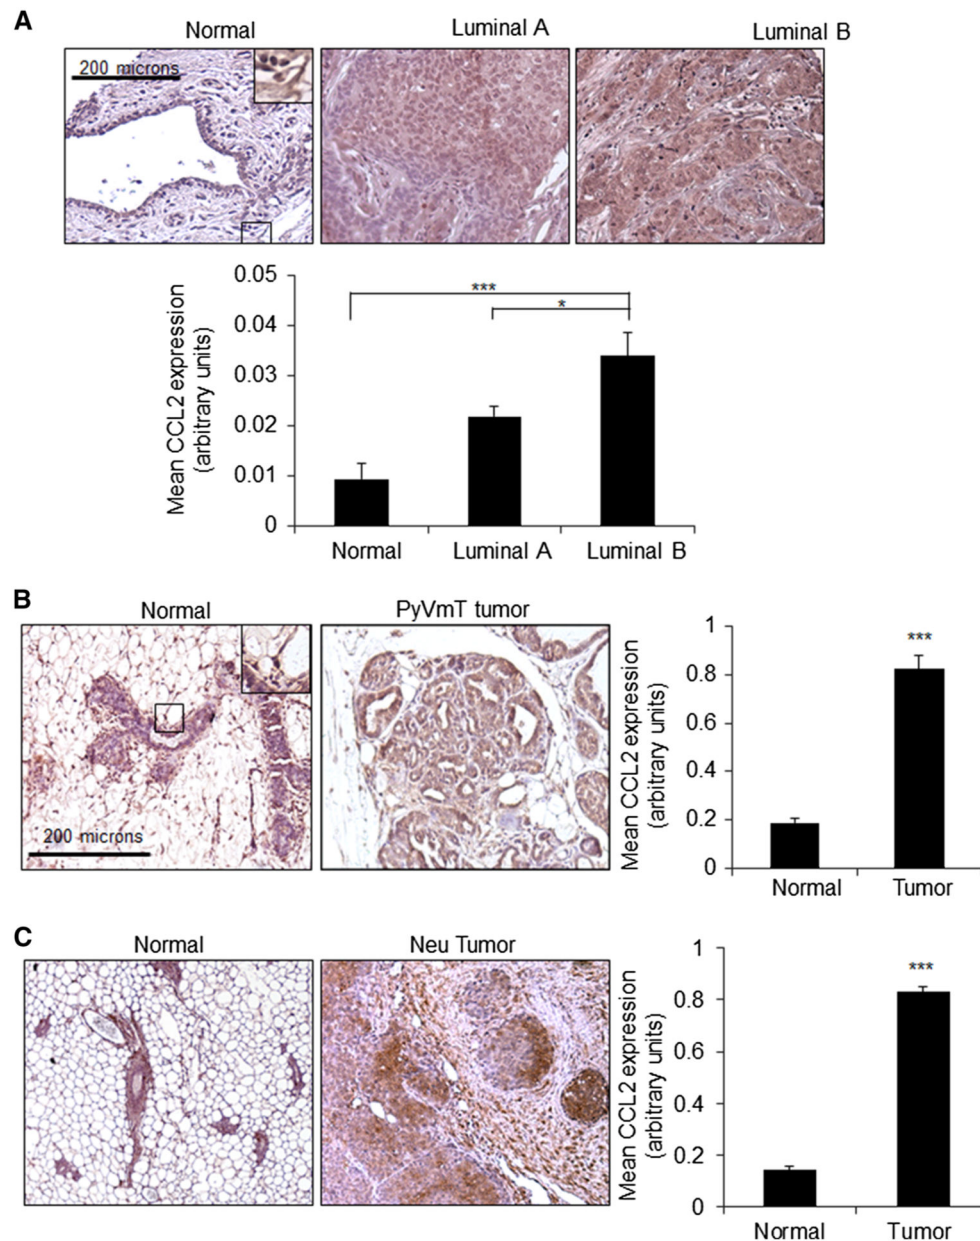 A
Normal
Luminal A
Luminal B
200 microns
Mean CCL2 expression
(arbitrary units)
0.05
0.04
0.03
0.02
0.01
0
***
*
Normal
Luminal A
Luminal B
B
Normal
PyVmT tumor
200 microns
Mean CCL2 expression
(arbitrary units)
1
0.8
0.6
0.4
0.2
0
***
Normal
Tumor
C
Normal
Neu Tumor
Mean CCL2 expression
(arbitrary units)
1
0.8
0.6
0.4
0.2
0
***
Normal
Tumor